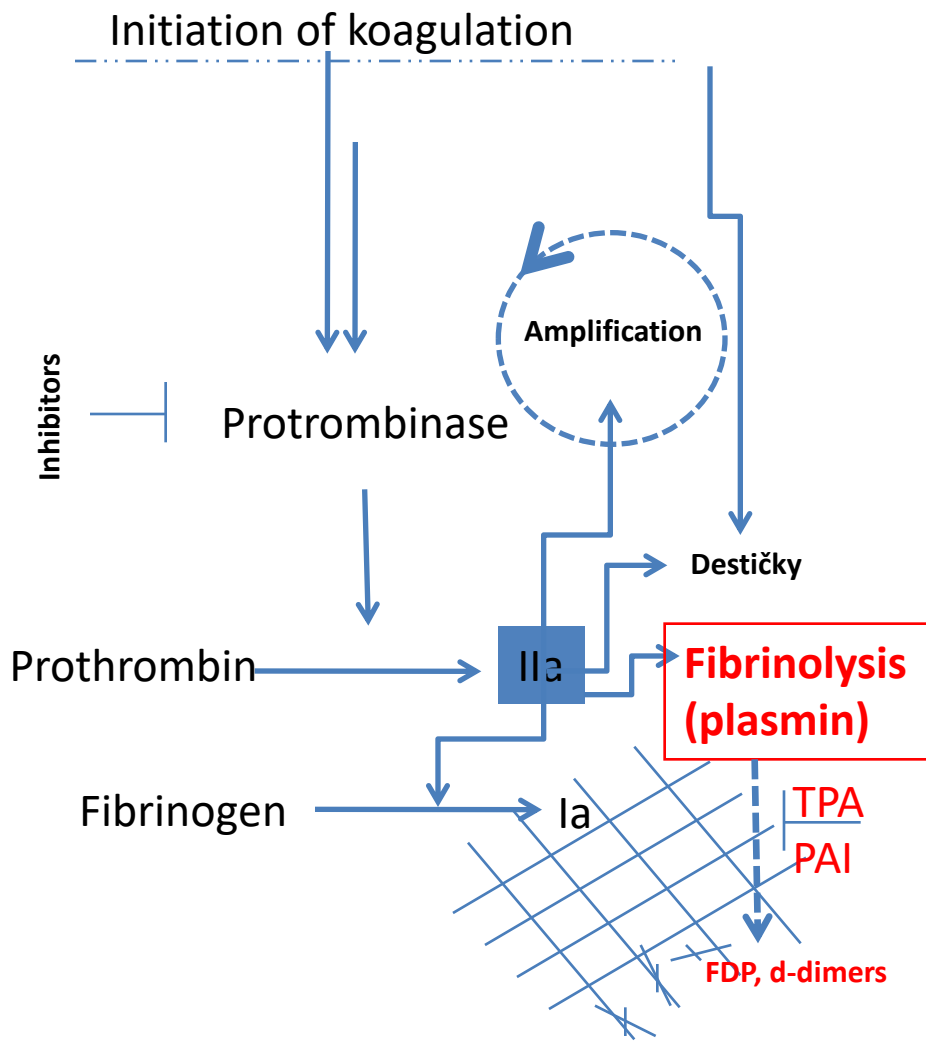 Initiation of koagulation
Amplification
Inhibitors
Protrombinase
Destičky
Prothrombin
IIa
Fibrinolysis
(plasmin)
Fibrinogen
Ia
TPA
PAI
FDP, d-dimers